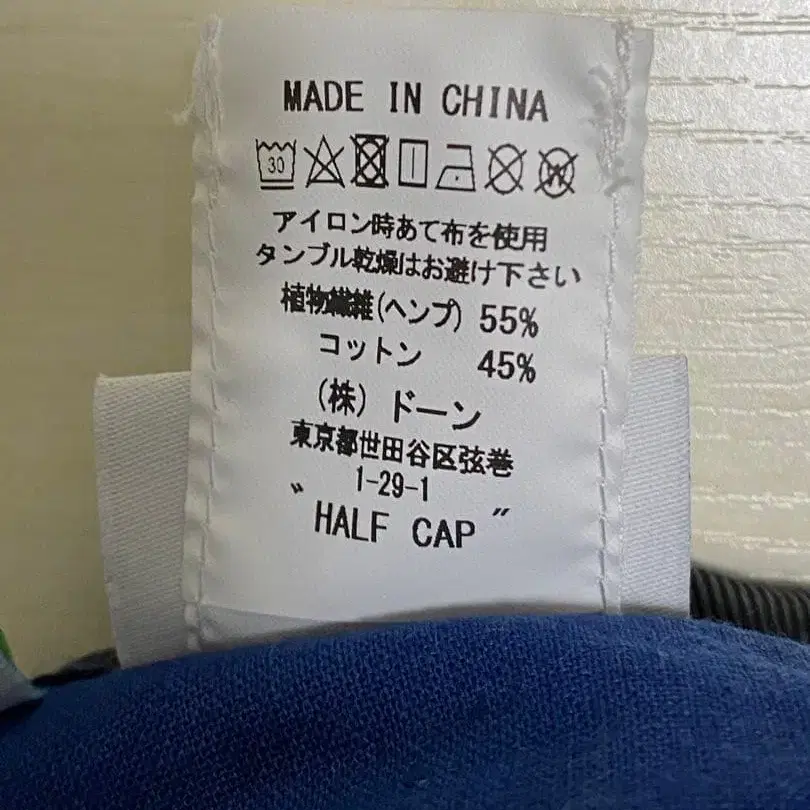 MADE IN CHINA
30 W
アイロン時あて布を使用
タンブル乾燥はお避け下さい
植物繊維(ヘンプ) 55%
コットン 45%
(株) ドーン
東京都世田谷区弦巻
1-29-1
〝HALF CAP〞